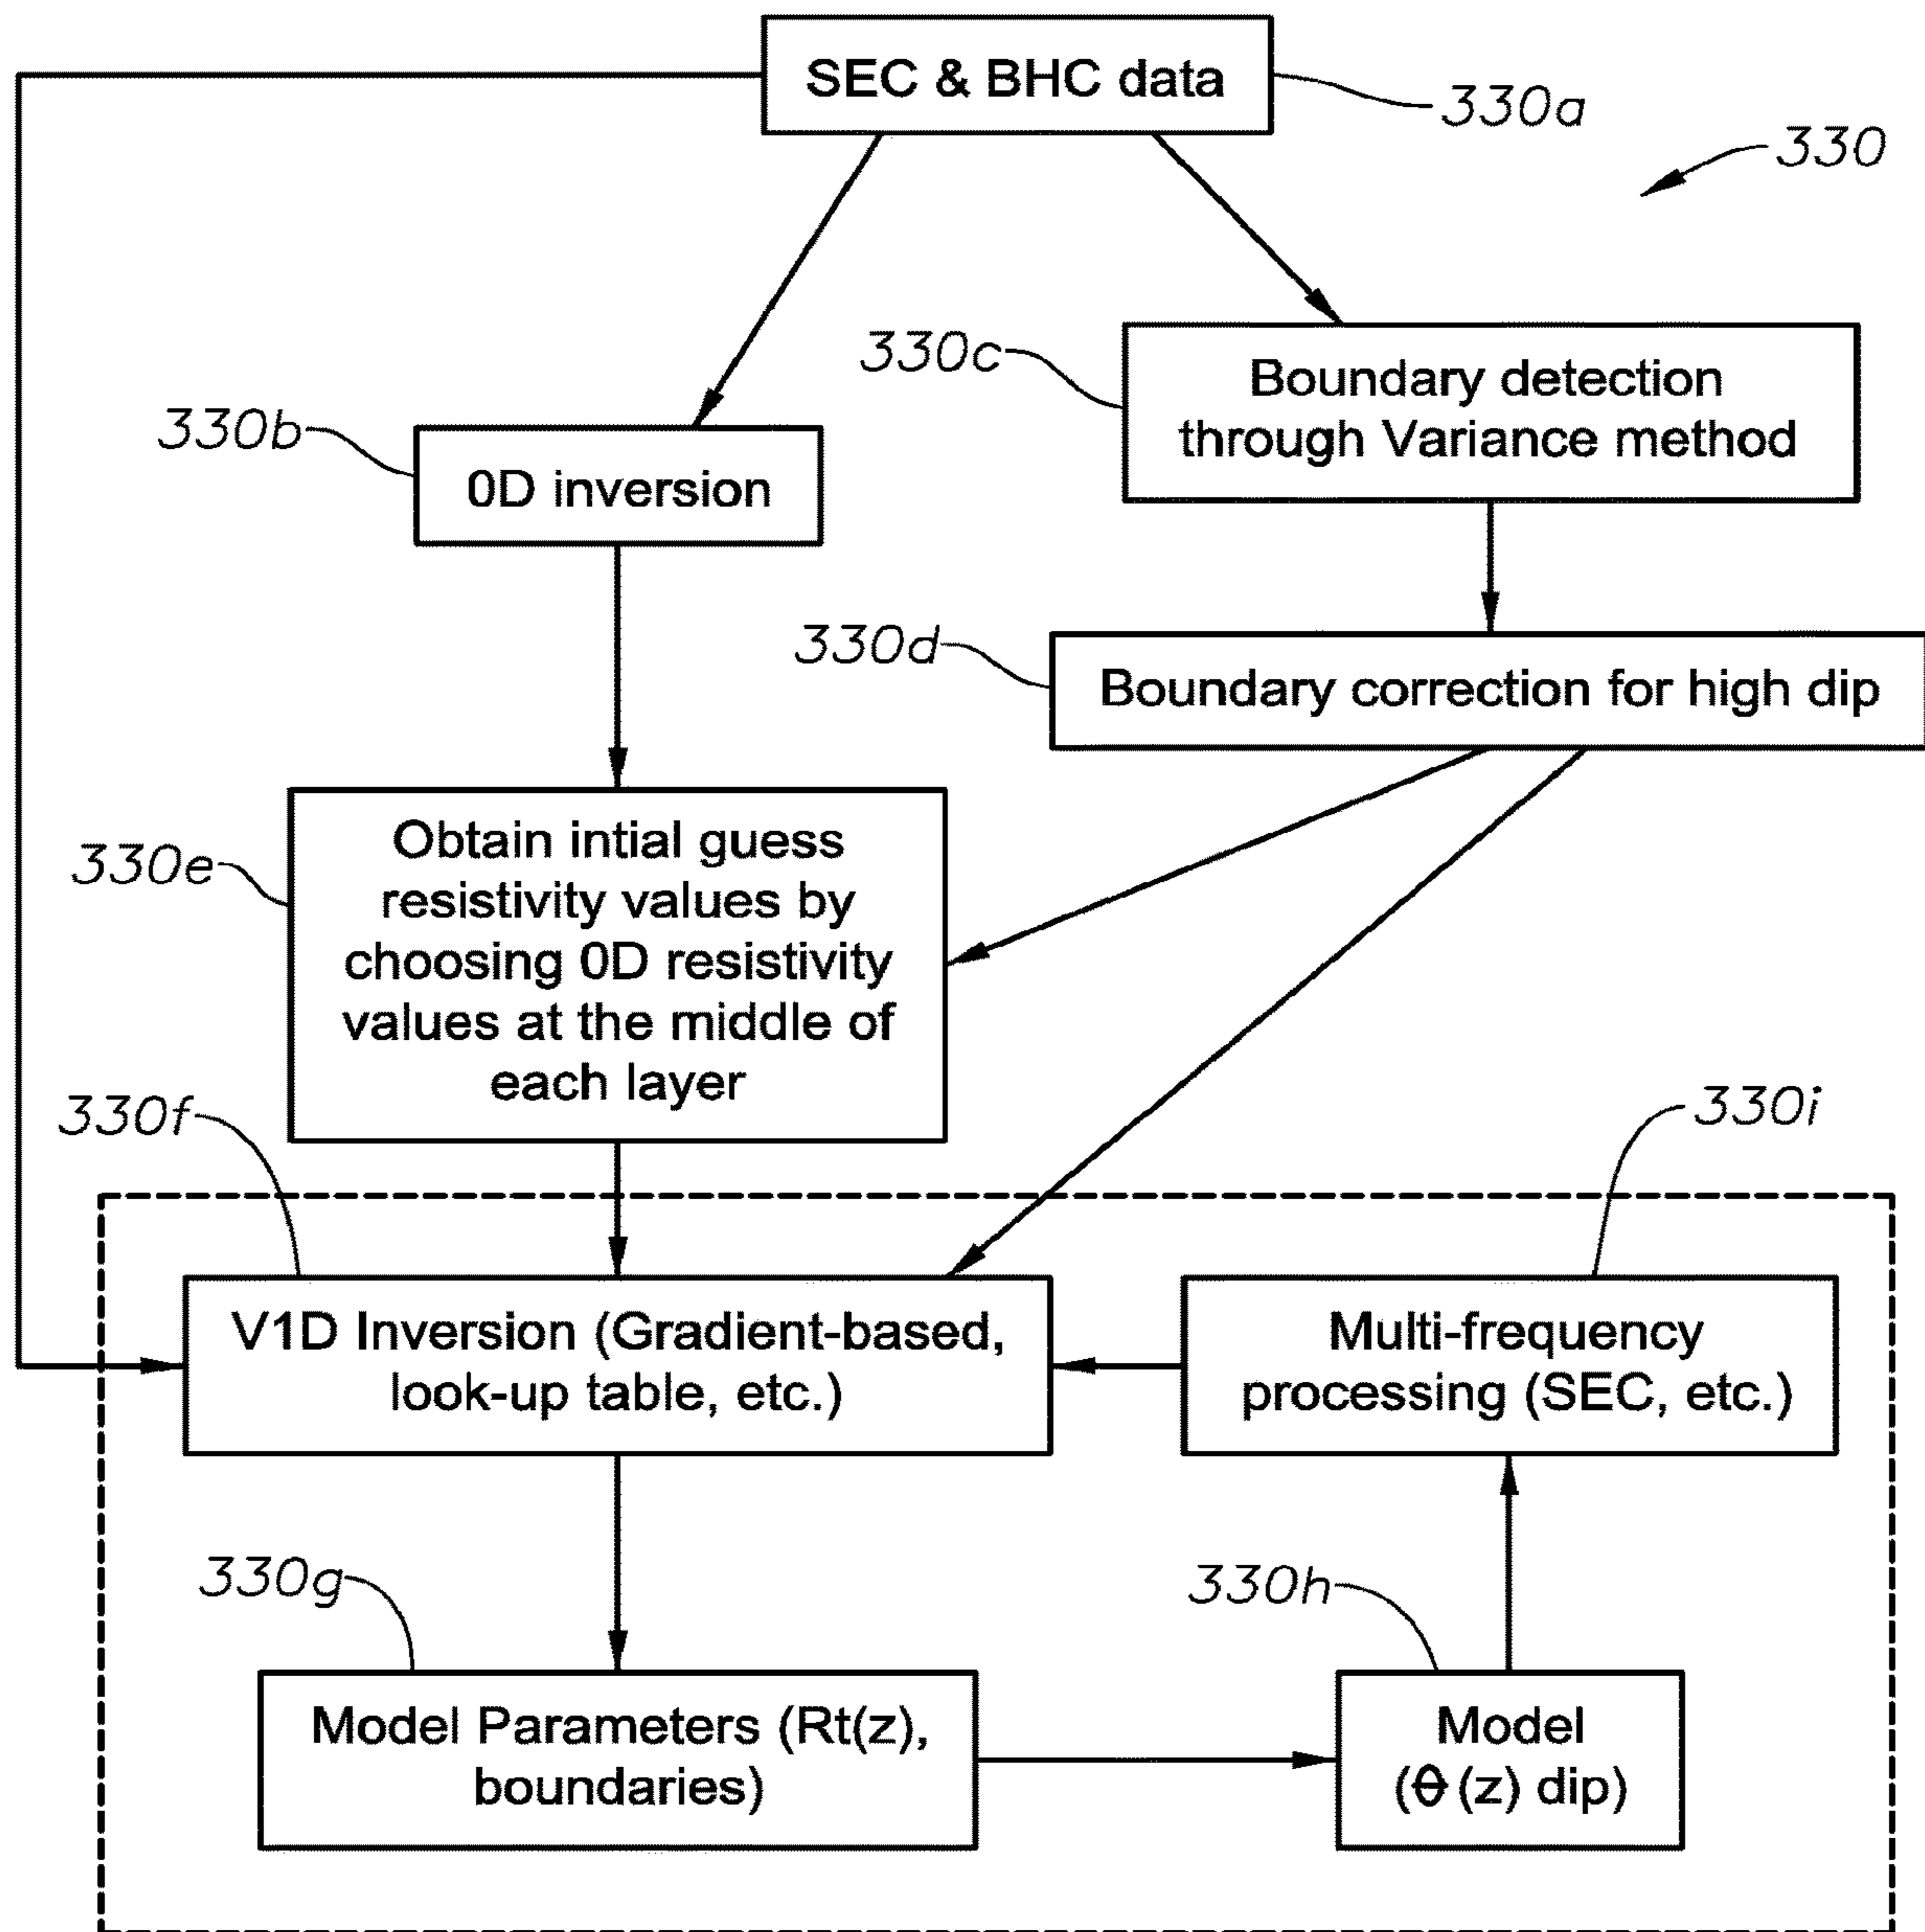 SEC & BHC data
330a
330
330c
Boundary detection
through Variance method
330b
0D inversion
330d
Boundary correction for high dip
330e
Obtain intial guess
resistivity values by
choosing 0D resistivity
values at the middle of
each layer
330f
330i
V1D Inversion (Gradient-based,
look-up table, etc.)
Multi-frequency
processing (SEC, etc.)
330g
330h
Model Parameters (Rt(z),
boundaries)
Model
(θ (z) dip)